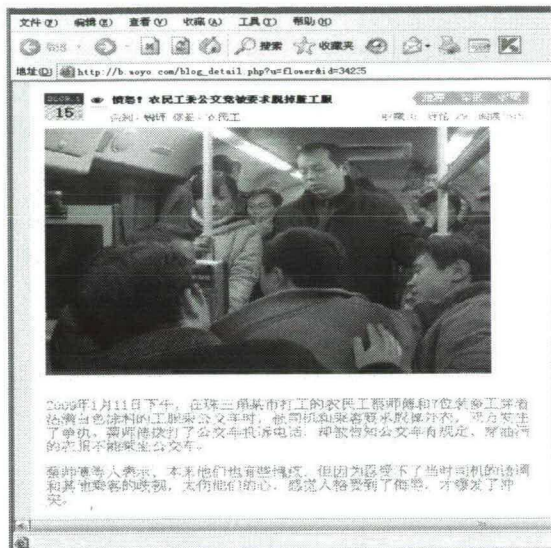 文件(F) 编辑(E) 查看(V) 收藏(A) 工具(T) 帮助(H)
搜索 收藏夹
地址(D) http://b.soyo com/blog_detail php?u=flower&id=34225
15 愤怒!农民工乘公交竟被要求脱掉脏工服
农民工
2009年1月11日下午,在珠三角某市打工的农民工蔡师傅和7位装修工穿着
沾满白色涂料的工服乘公交车时,被司机和乘客要求脱掉外衣,双方发生
了争执,蔡师傅拨打了公交车投诉电话,却被告知公交车有规定,穿油污
的衣服不能乘坐公交车。
蔡师傅等人表示,本来他们也有些愧疚,但因为忍受不了当时司机的语调
和其他乘客的歧视,太伤他们的心,感觉人格受到了侮辱,才爆发了冲
突。